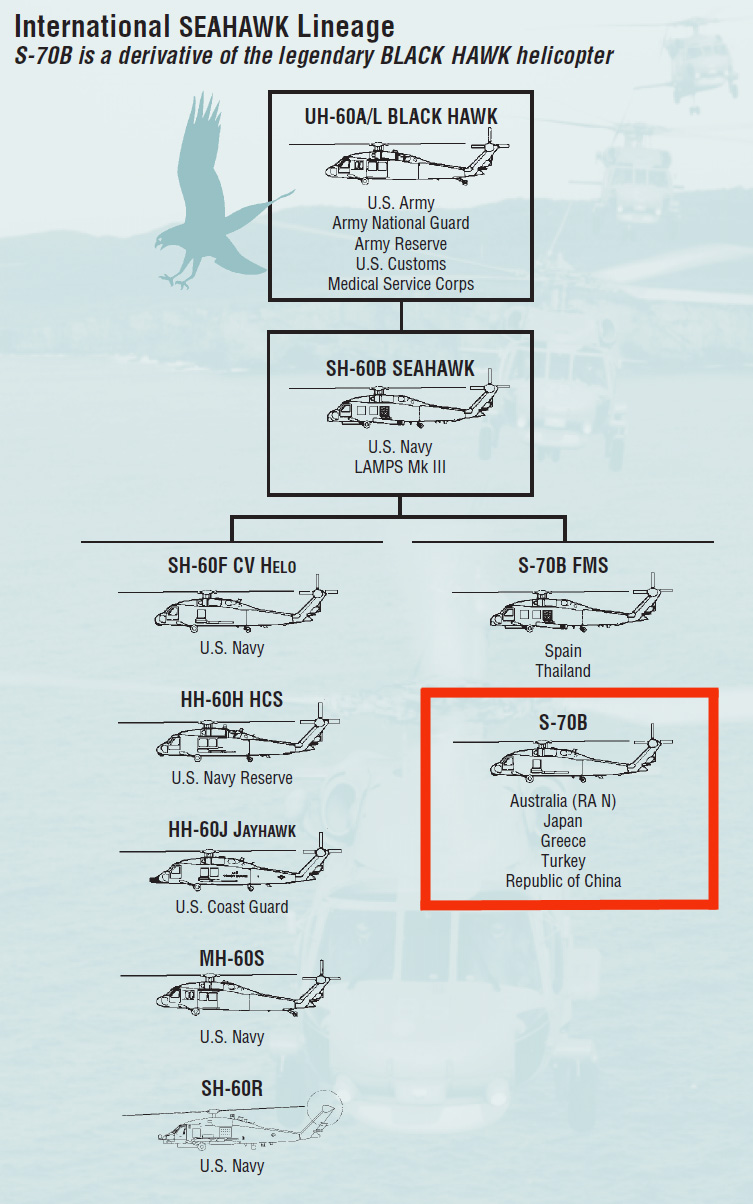 International SEAHAWK Lineage
S-70B is a derivative of the legendary BLACK HAWK helicopter
UH-60A/L BLACK HAWK
U.S. Army
Army National Guard
Army Reserve
U.S. Customs
Medical Service Corps
SH-60B SEAHAWK
U.S. Navy
LAMPS Mk III
SH-60F CV HELO
U.S. Navy
HH-60H HCS
U.S. Navy Reserve
HH-60J JAYHAWK
U.S. Coast Guard
MH-60S
U.S. Navy
SH-60R
U.S. Navy
S-70B FMS
Spain
Thailand
S-70B
Australia (RA N)
Japan
Greece
Turkey
Republic of China